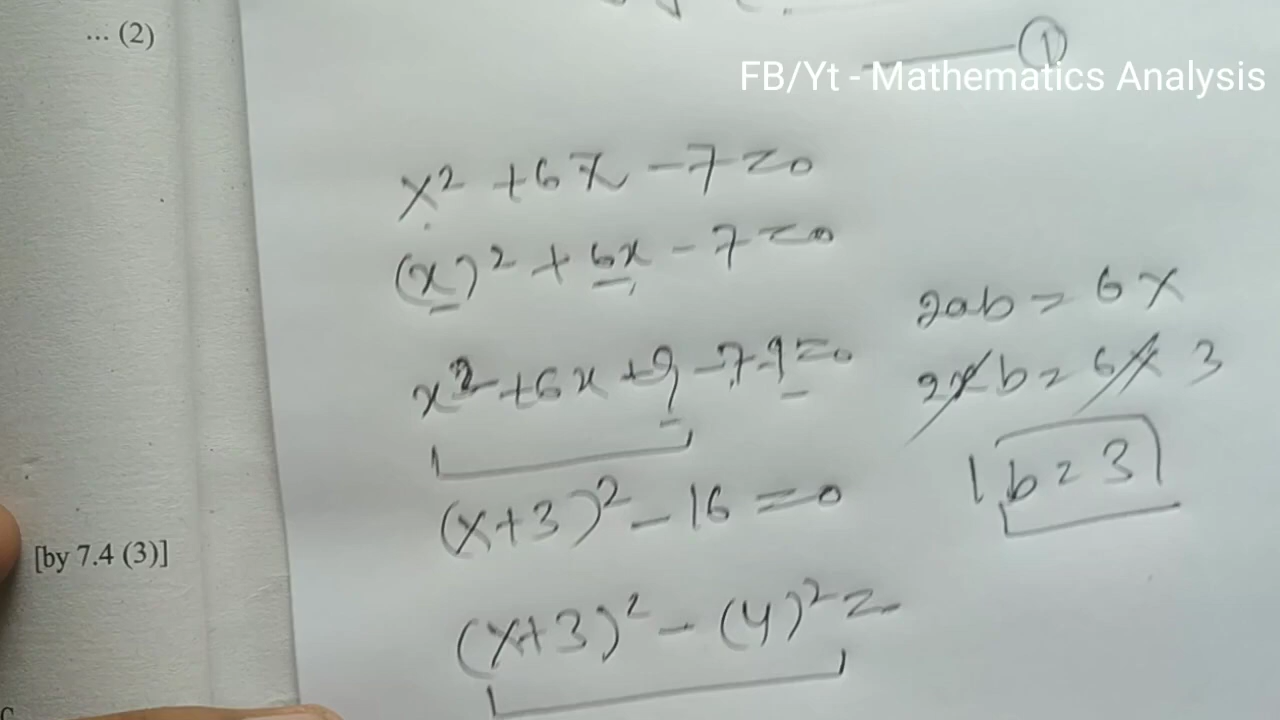 ... (2)
①
FB/Yt - Mathematics Analysis
x² + 6x - 7 = 0
(x)² + 6x - 7 = 0
x² + 6x + 9 - 7 - 9 = 0
(x+3)² - 16 = 0
(x+3)² - (4)² =
2ab = 6x
2xb = 6x 3
b = 3
[by 7.4 (3)]